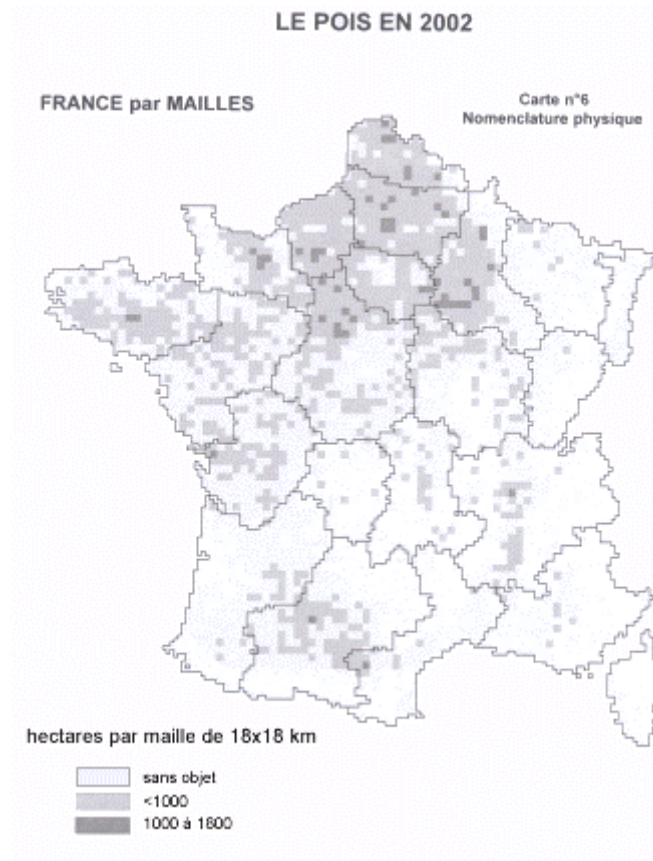 LE POIS EN 2002
FRANCE par MAILLES
Carte n°6
Nomenclature physique
hectares par maille de 18x18 km
sans objet
<1000
1000 à 1800